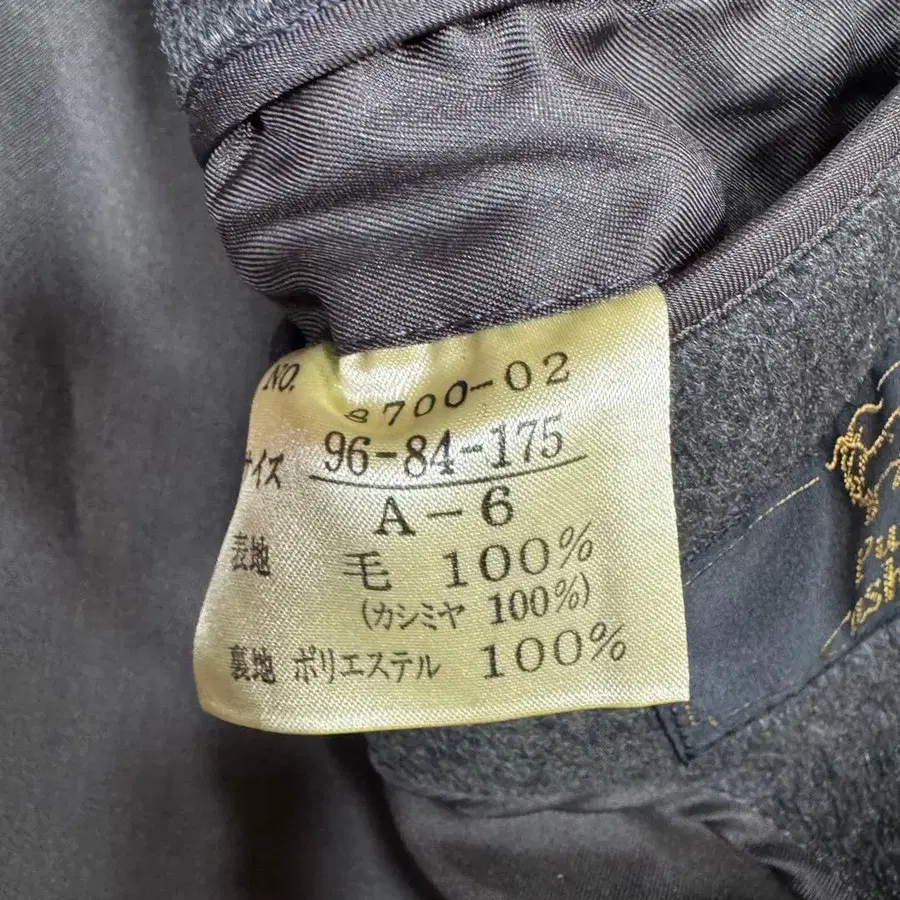 NO. 8700-02
サイズ 96-84-175
A-6
表地 毛 100%
(カシミヤ 100%)
裏地 ポリエステル 100%